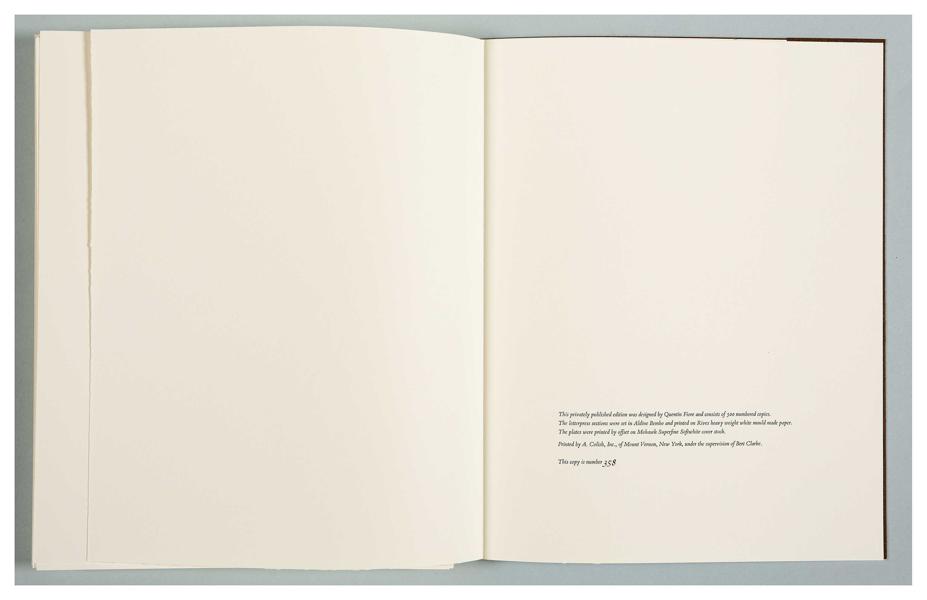 This privately published edition was designed by Quentin Fiore and consists of 500 numbered copies.
The letterpress sections were set in Aldine Bembo and printed on Rives heavy weight white mould made paper.
The plates were printed by offset on Mohawk Superfine Softwhite cover stock.
Printed by A. Colish, Inc., of Mount Vernon, New York, under the supervision of Bert Clarke.
This copy is number 358